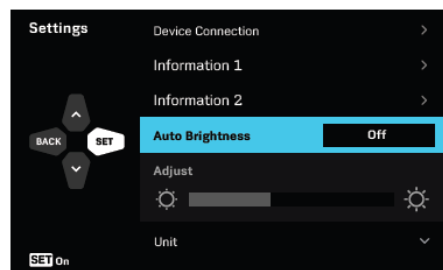 Settings
Device Connection
Information 1
Information 2
BACK
SET
Auto Brightness
Off
Adjust
Unit
SET On